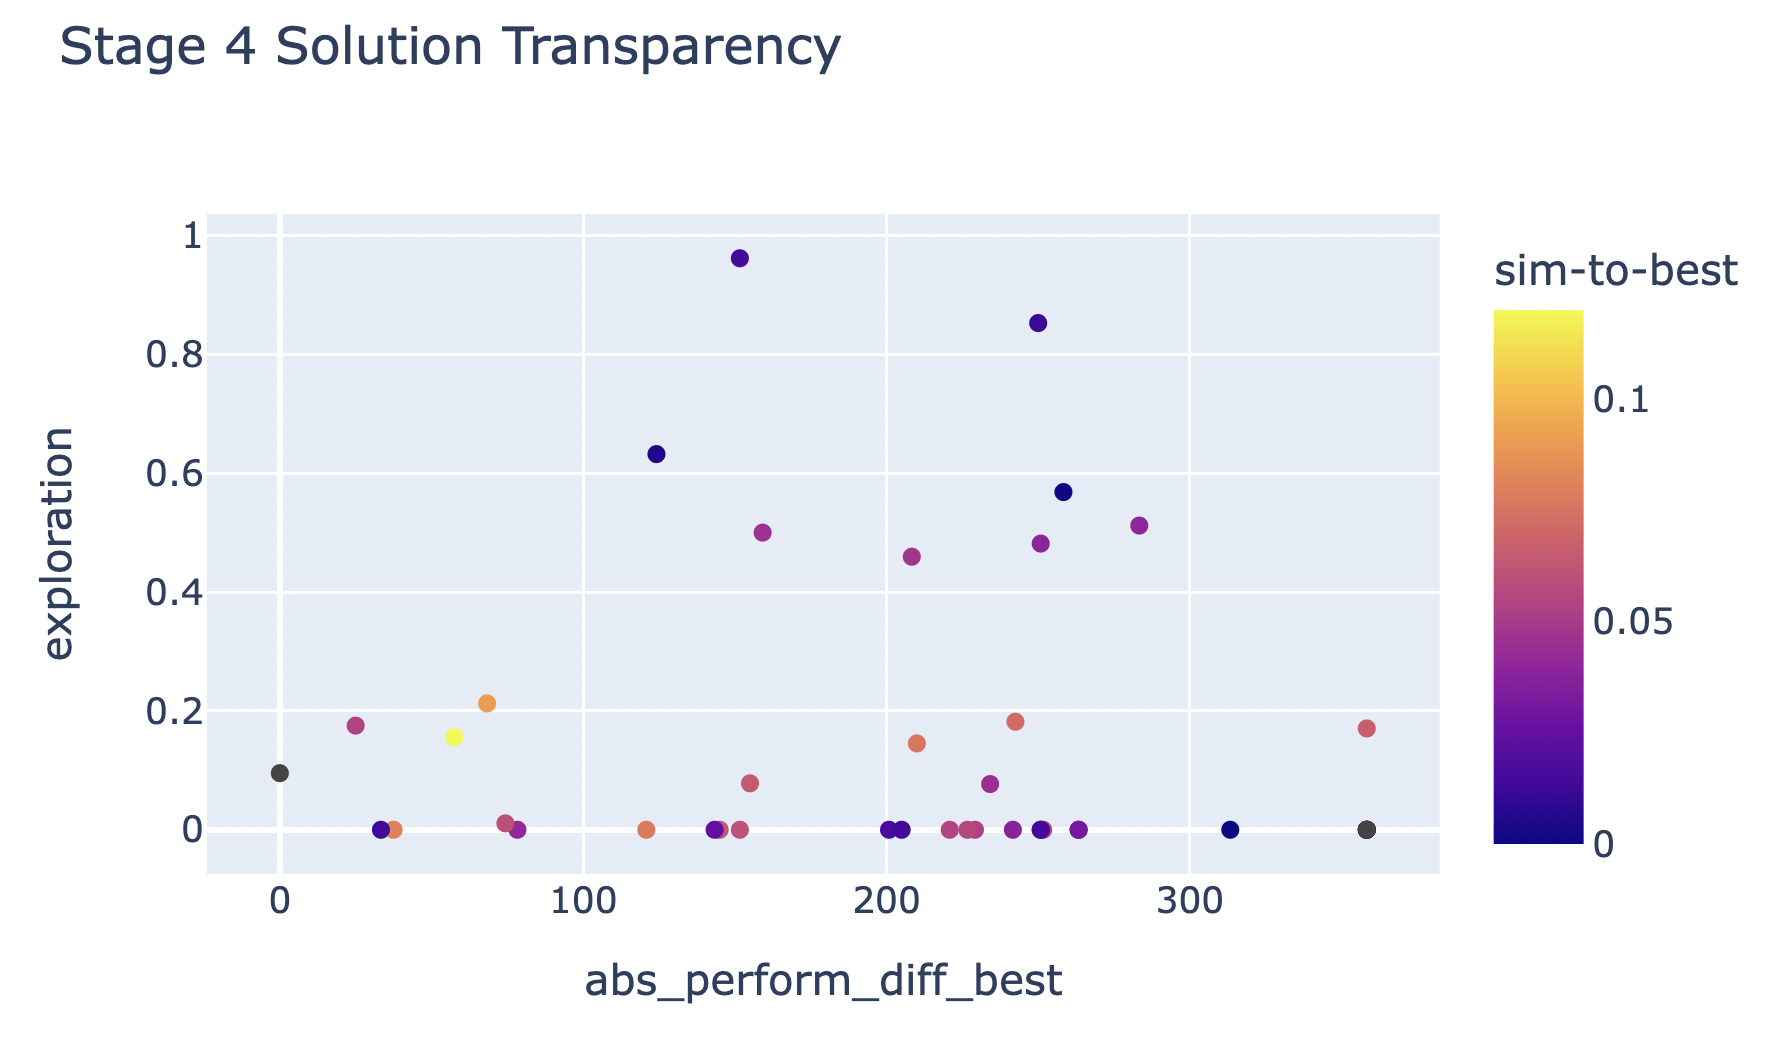 Stage 4 Solution Transparency
sim-to-best
1
0.8
0.6
0.4
0.2
0
exploration
0.1
0.05
0
0 100 200 300
abs_perform_diff_best